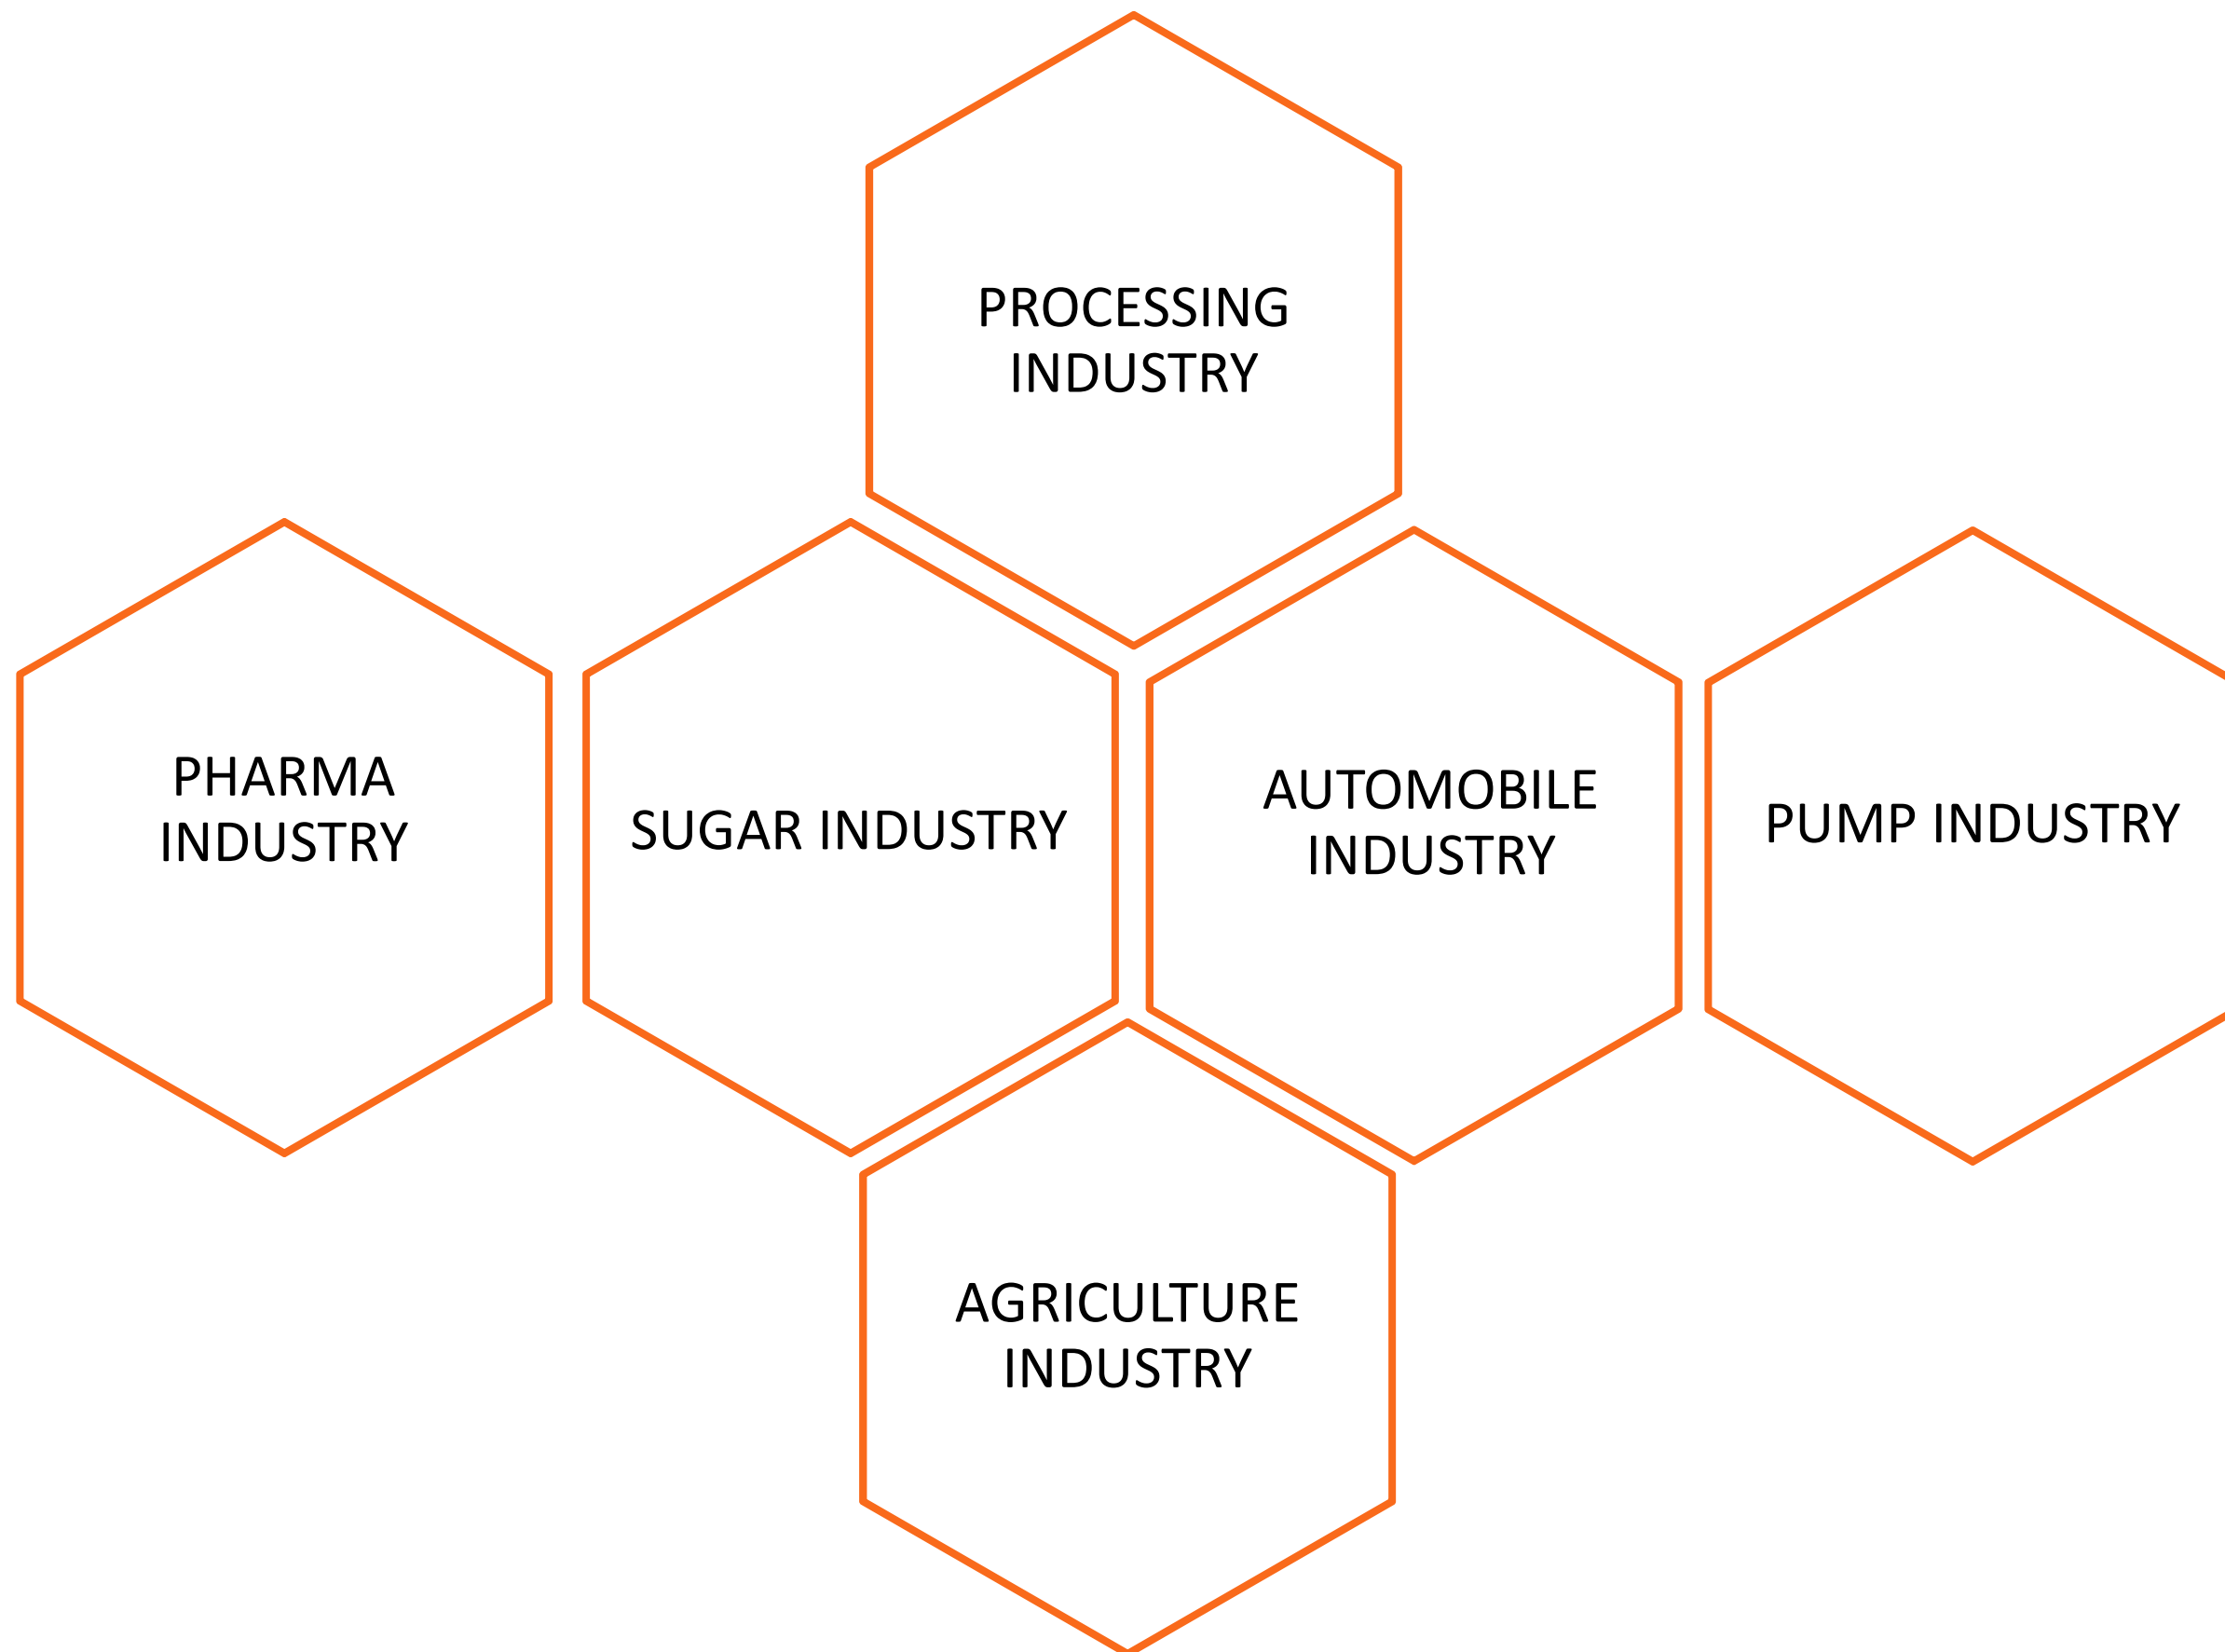 PROCESSING
INDUSTRY
PHARMA
INDUSTRY
SUGAR INDUSTRY
AUTOMOBILE
INDUSTRY
PUMP INDUSTRY
AGRICULTURE
INDUSTRY